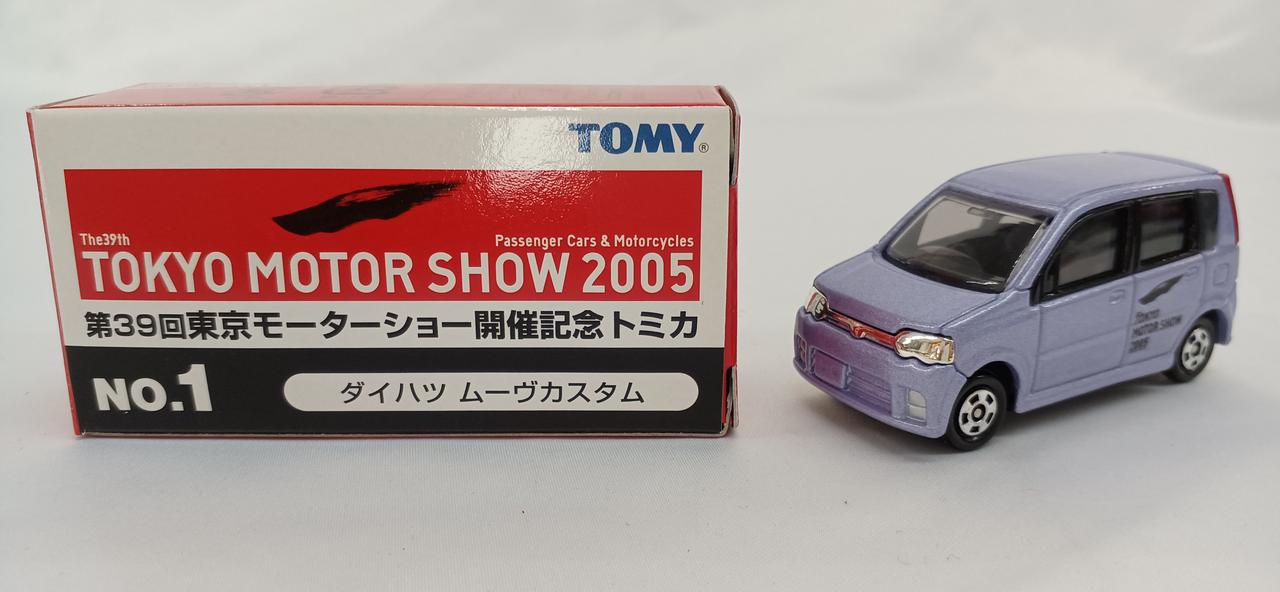 TOMY®
The39th
Passenger Cars & Motorcycles
TOKYO MOTOR SHOW 2005
第39回東京モーターショー開催記念トミカ
NO.1
ダイハツ ムーヴカスタム
TOKYO
MOTOR SHOW
2005